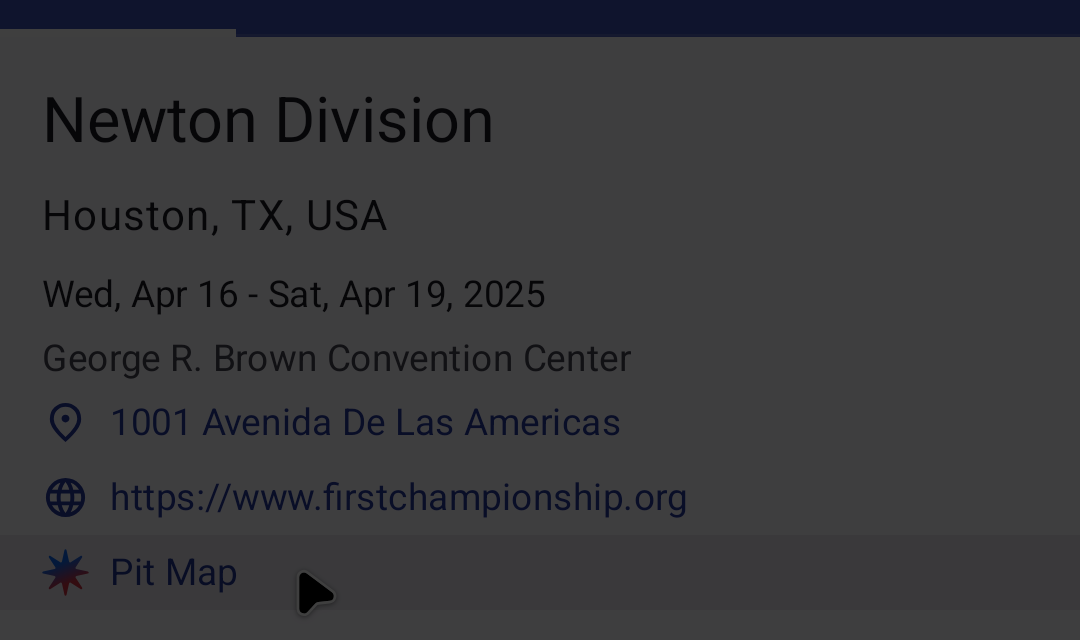 Newton Division
Houston, TX, USA
Wed, Apr 16 - Sat, Apr 19, 2025
George R. Brown Convention Center
1001 Avenida De Las Americas
https://www.firstchampionship.org
Pit Map